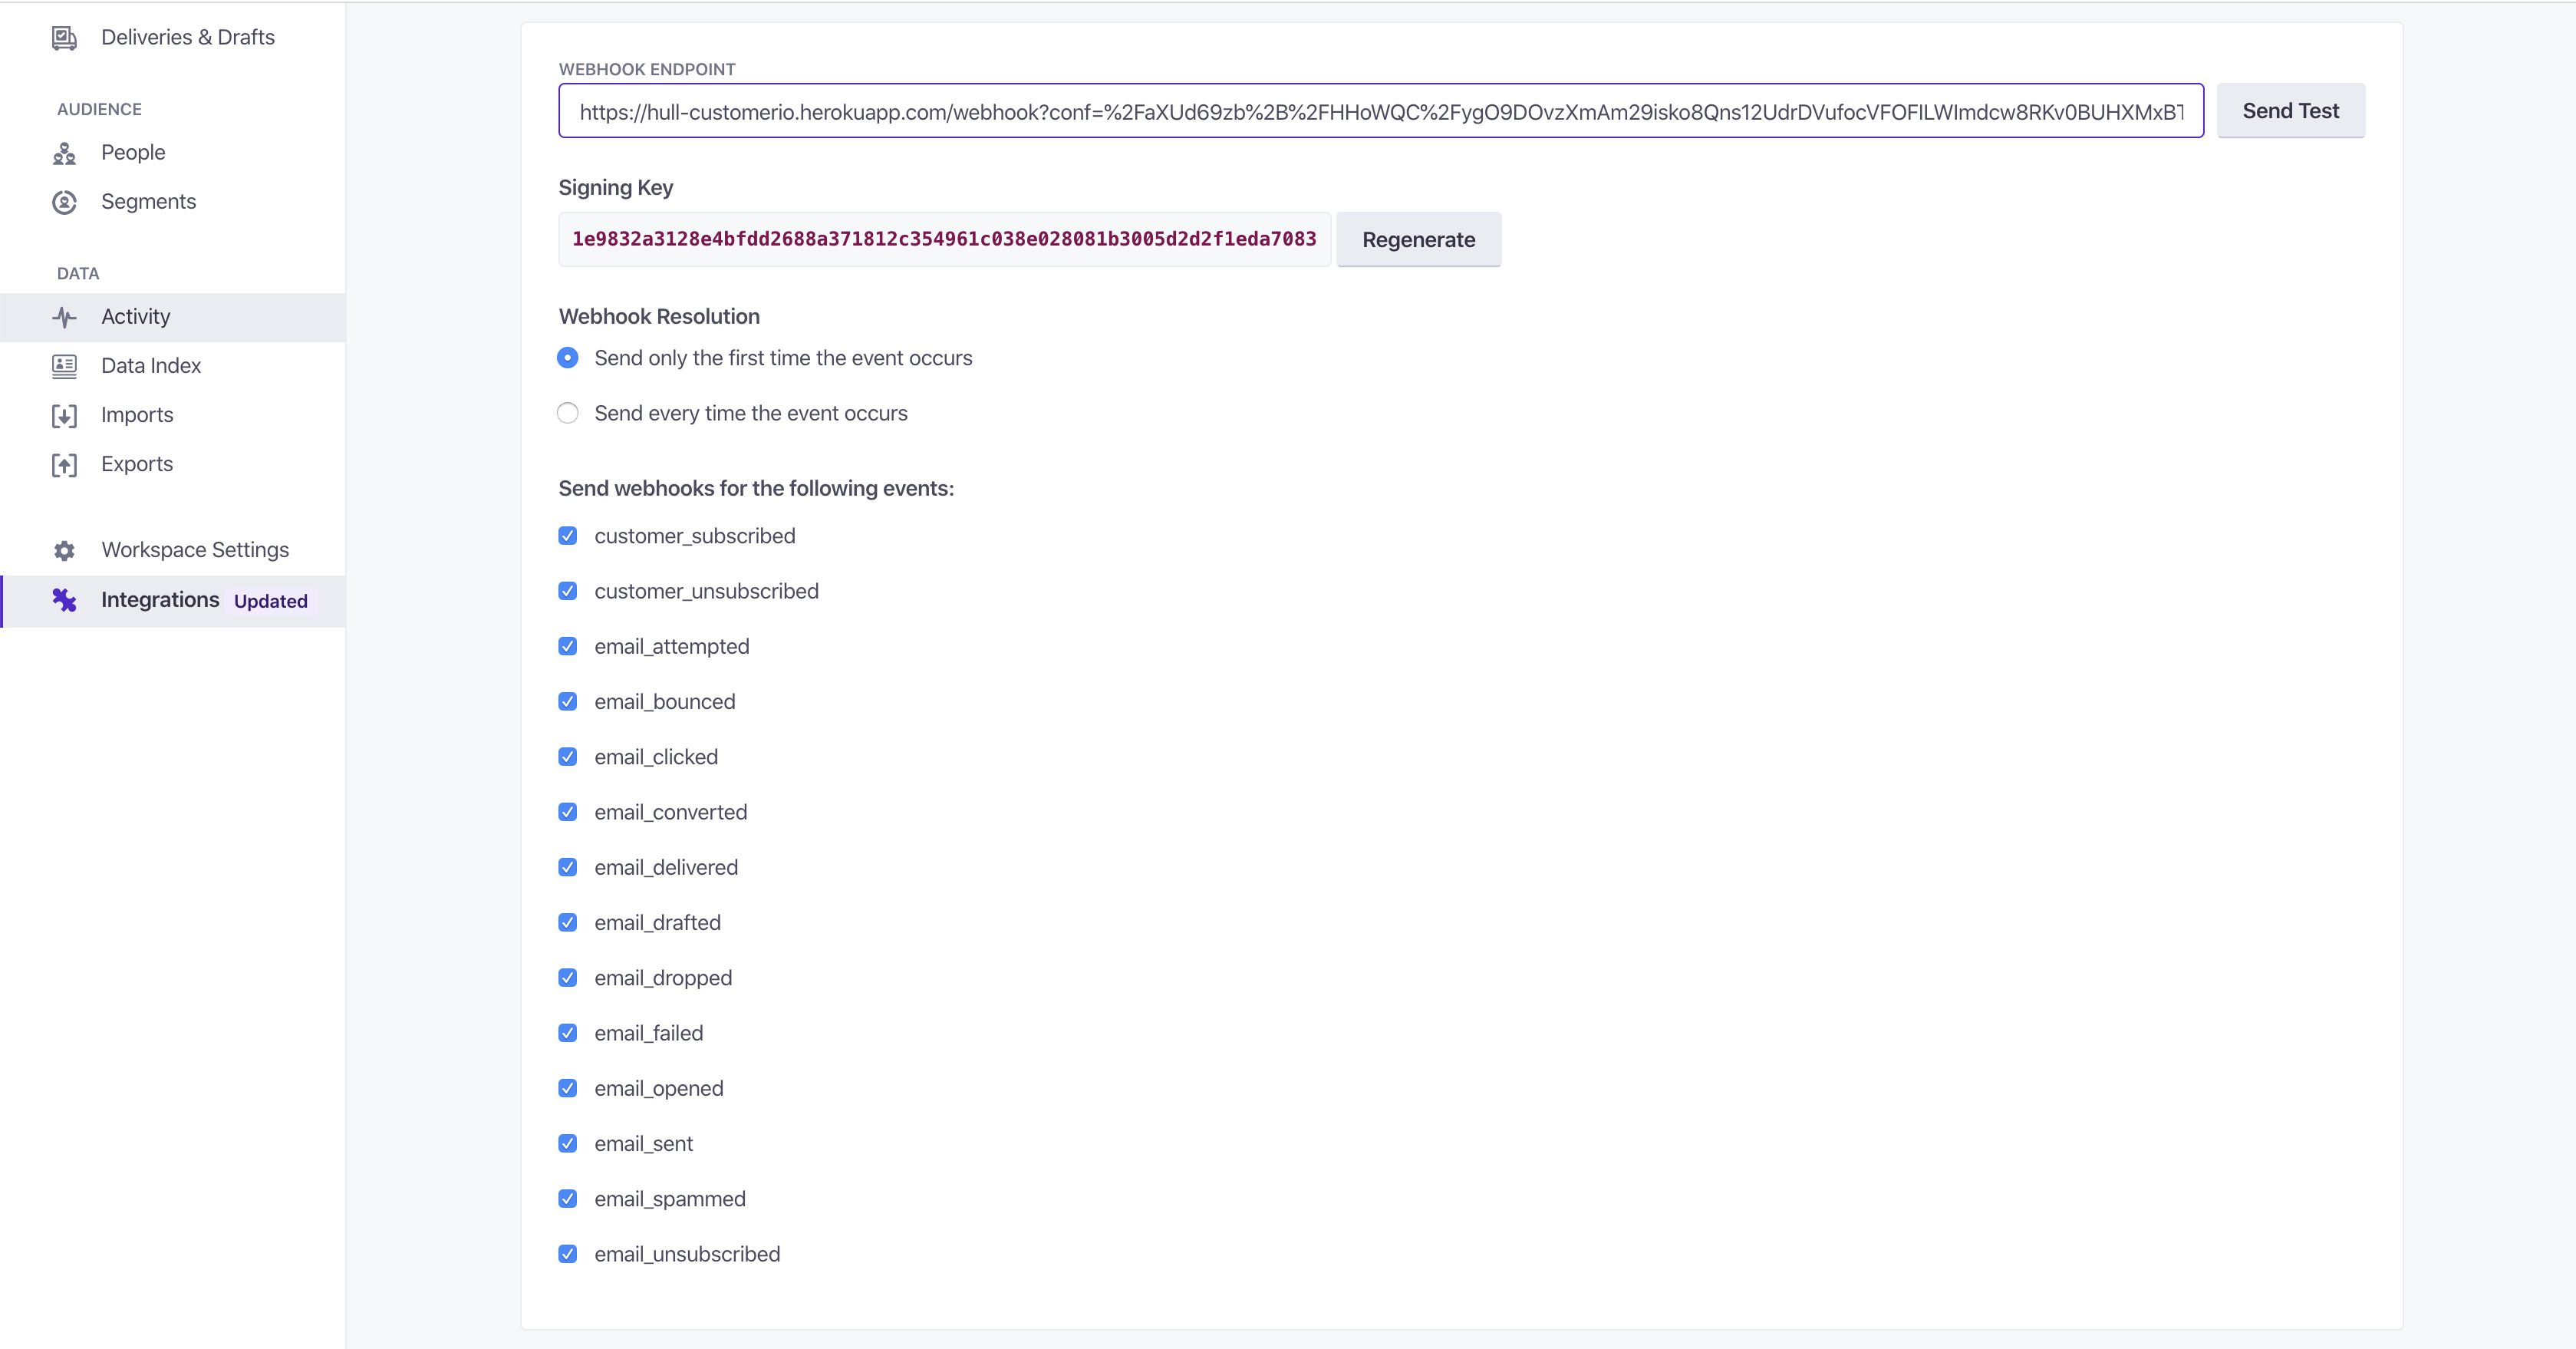 Deliveries & Drafts
AUDIENCE
People
Segments
DATA
Activity
Data Index
Imports
Exports
Workspace Settings
Integrations Updated
WEBHOOK ENDPOINT
https://hull-customerio.herokuapp.com/webhook?conf=%2FaXUd69zb%2B%2FHHoWQC%2FygO9DOvzXmAm29isko8Qns12UdrDVufocVFOFILWImdcw8RKv0BUHXMxB1
Send Test
Signing Key
1e9832a3128e4bfdd2688a371812c354961c038e028081b3005d2d2f1eda7083
Regenerate
Webhook Resolution
Send only the first time the event occurs
Send every time the event occurs
Send webhooks for the following events:
customer_subscribed
customer_unsubscribed
email_attempted
email_bounced
email_clicked
email_converted
email_delivered
email_drafted
email_dropped
email_failed
email_opened
email_sent
email_spammed
email_unsubscribed